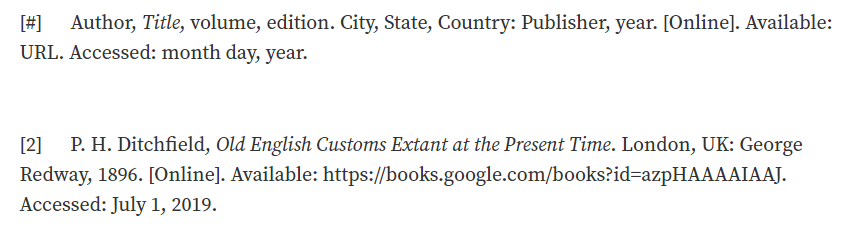 [#] Author, Title, volume, edition. City, State, Country: Publisher, year. [Online]. Available:
URL. Accessed: month day, year.
[2] P. H. Ditchfield, Old English Customs Extant at the Present Time. London, UK: George
Redway, 1896. [Online]. Available: https://books.google.com/books?id=azpHAAAAIAAJ.
Accessed: July 1, 2019.